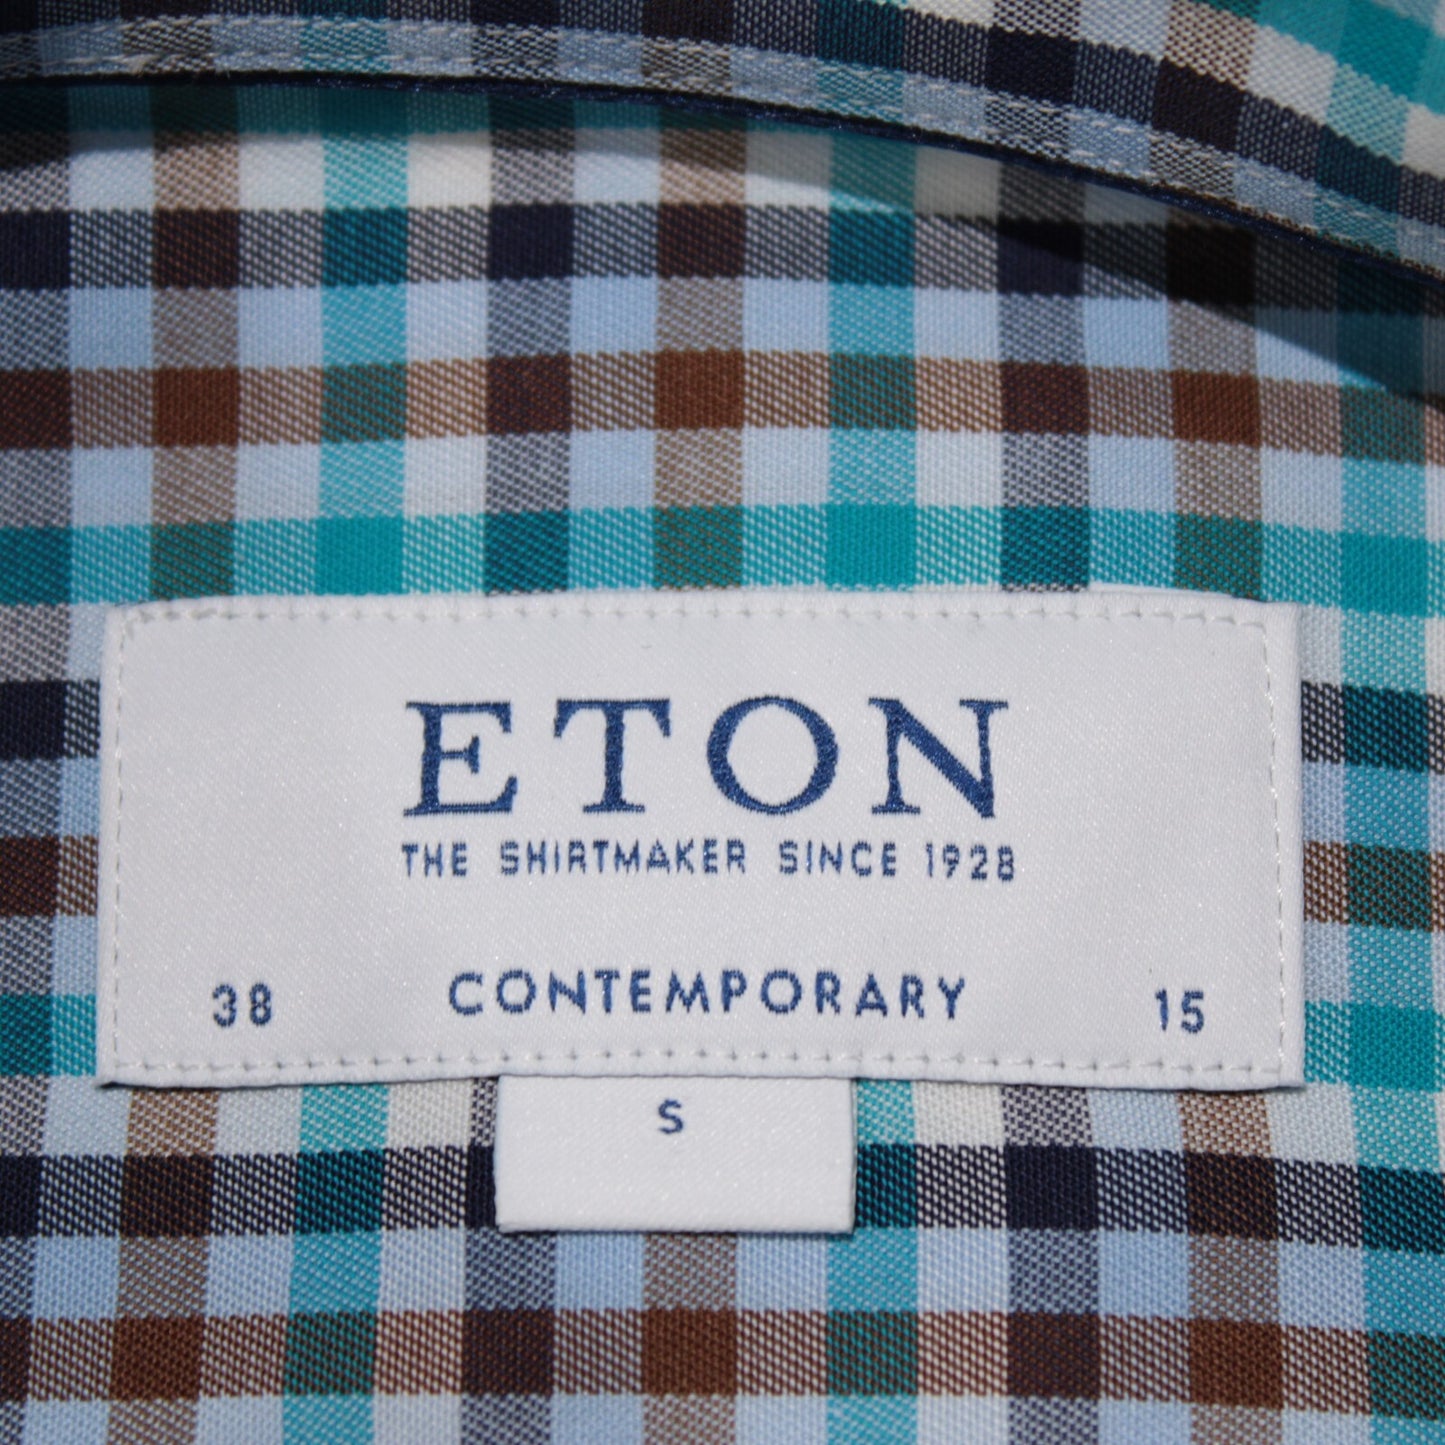 ETON
THE SHIRTMAKER SINCE 1928
38 CONTEMPORARY 15
S